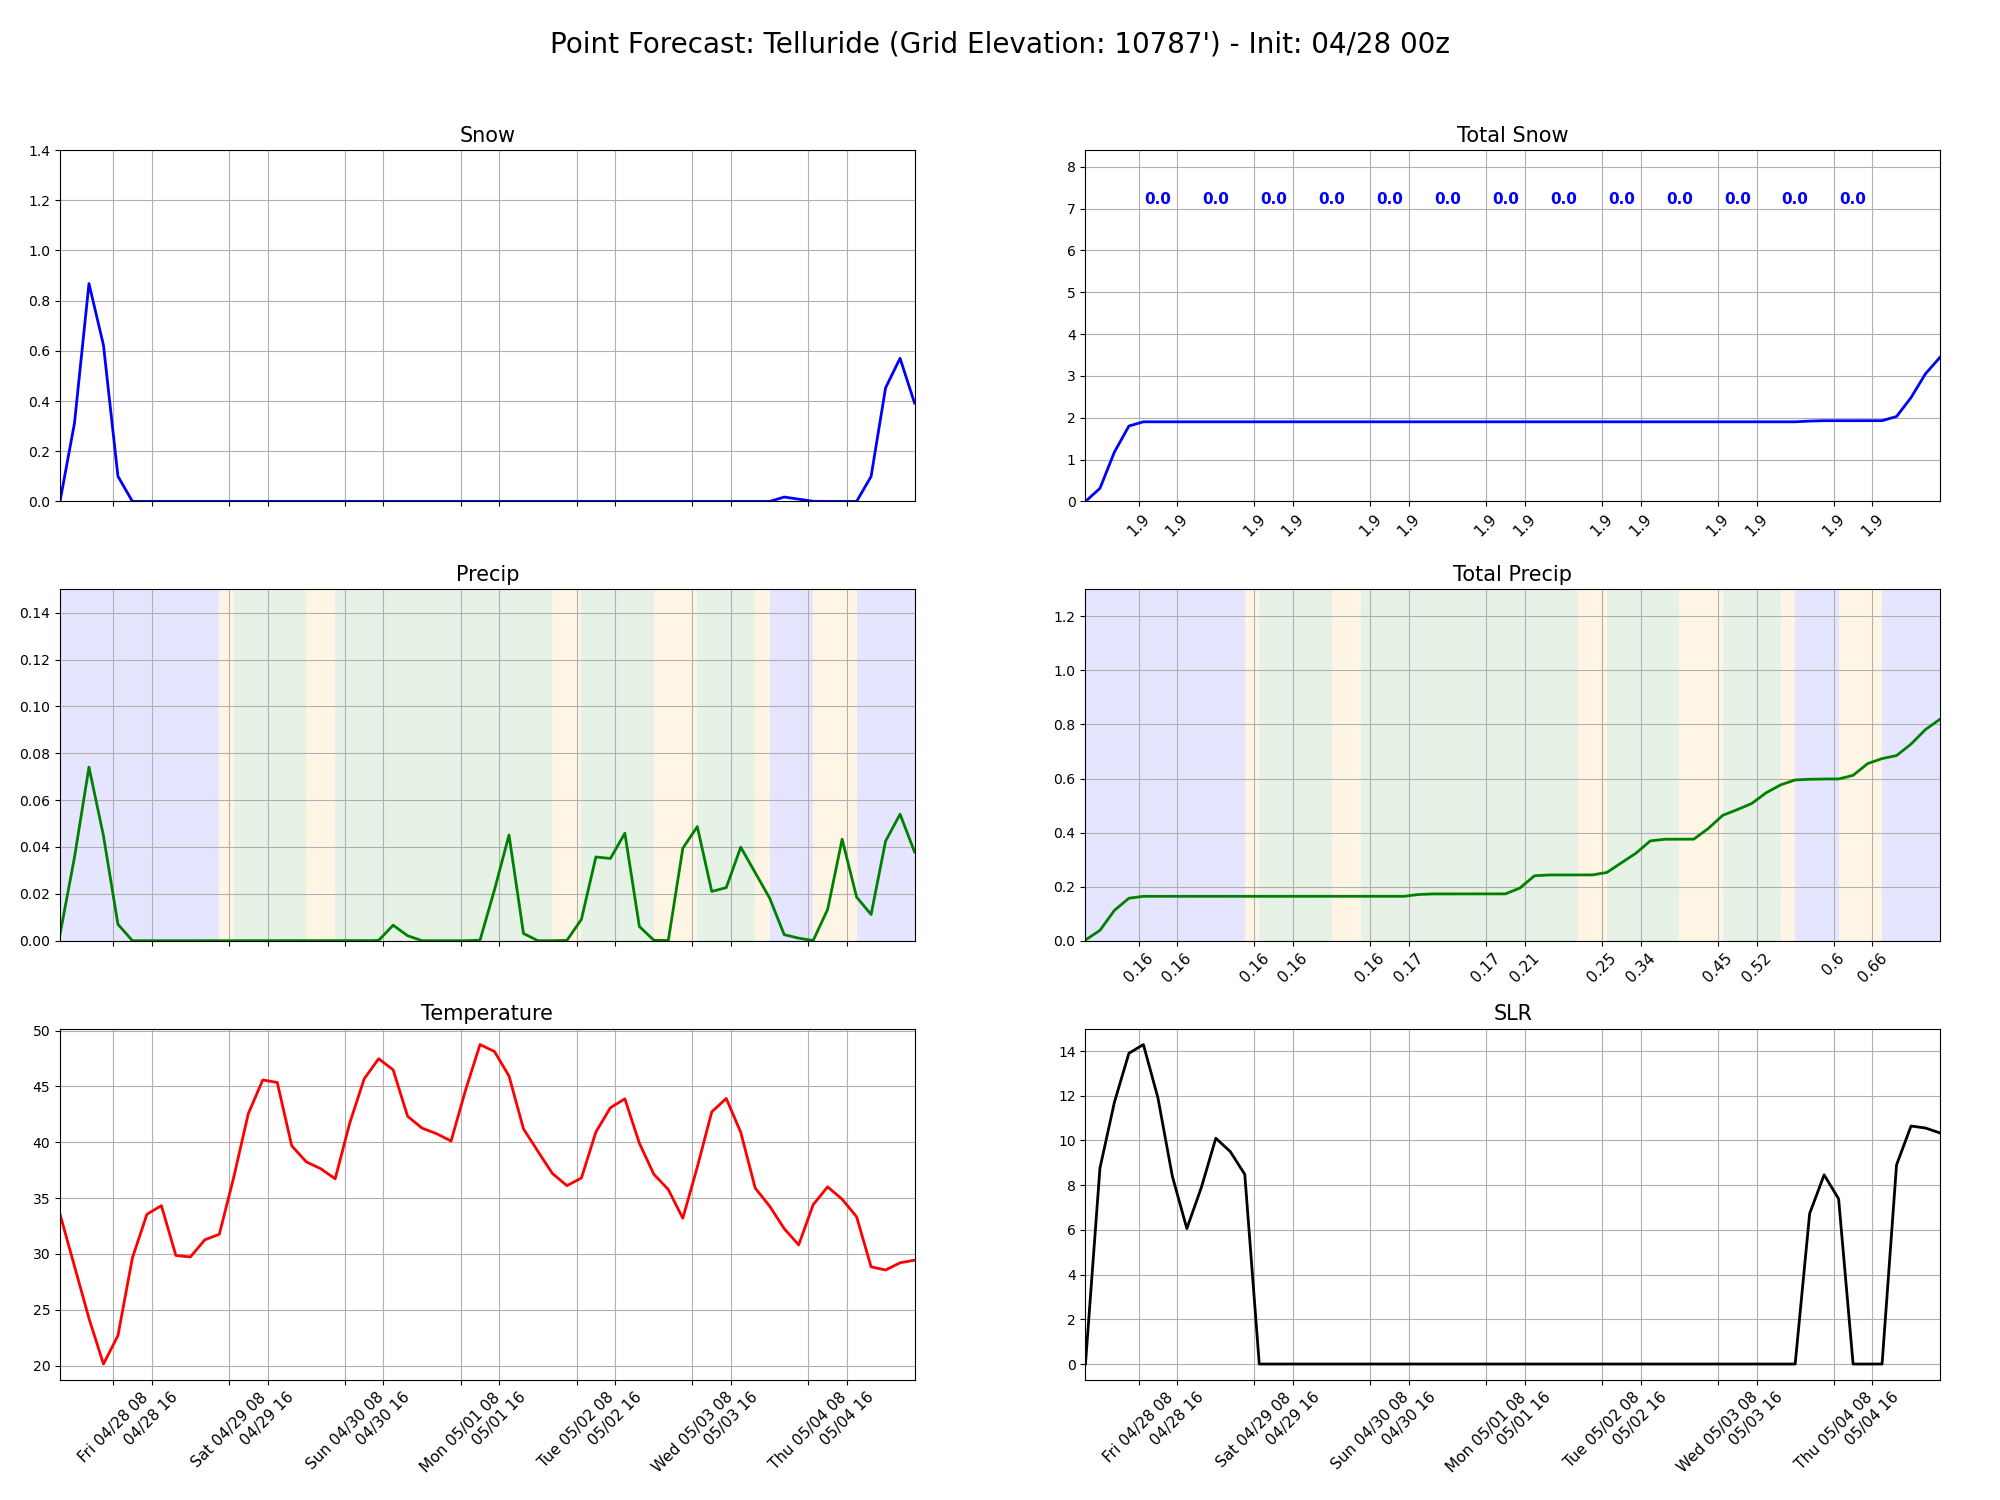 Point Forecast: Telluride (Grid Elevation: 10787') - Init: 04/28 00z
Snow
1.4
1.2
1.0
0.8
0.6
0.4
0.2
0.0
Total Snow
8
7
6
5
4
3
2
1
0
0.0 0.0 0.0 0.0 0.0 0.0 0.0 0.0 0.0 0.0 0.0 0.0 0.0
1.9 1.9 1.9 1.9 1.9 1.9 1.9 1.9 1.9 1.9 1.9 1.9 1.9 1.9
Precip
0.14
0.12
0.10
0.08
0.06
0.04
0.02
0.00
Total Precip
1.2
1.0
0.8
0.6
0.4
0.2
0.0
0.16 0.16 0.16 0.16 0.16 0.17 0.17 0.21 0.25 0.34 0.45 0.52 0.6 0.66
Temperature
50
45
40
35
30
25
20
Fri 04/28 08
04/28 16
Sat 04/29 08
04/29 16
Sun 04/30 08
04/30 16
Mon 05/01 08
05/01 16
Tue 05/02 08
05/02 16
Wed 05/03 08
05/03 16
Thu 05/04 08
05/04 16
SLR
14
12
10
8
6
4
2
0
Fri 04/28 08
04/28 16
Sat 04/29 08
04/29 16
Sun 04/30 08
04/30 16
Mon 05/01 08
05/01 16
Tue 05/02 08
05/02 16
Wed 05/03 08
05/03 16
Thu 05/04 08
05/04 16